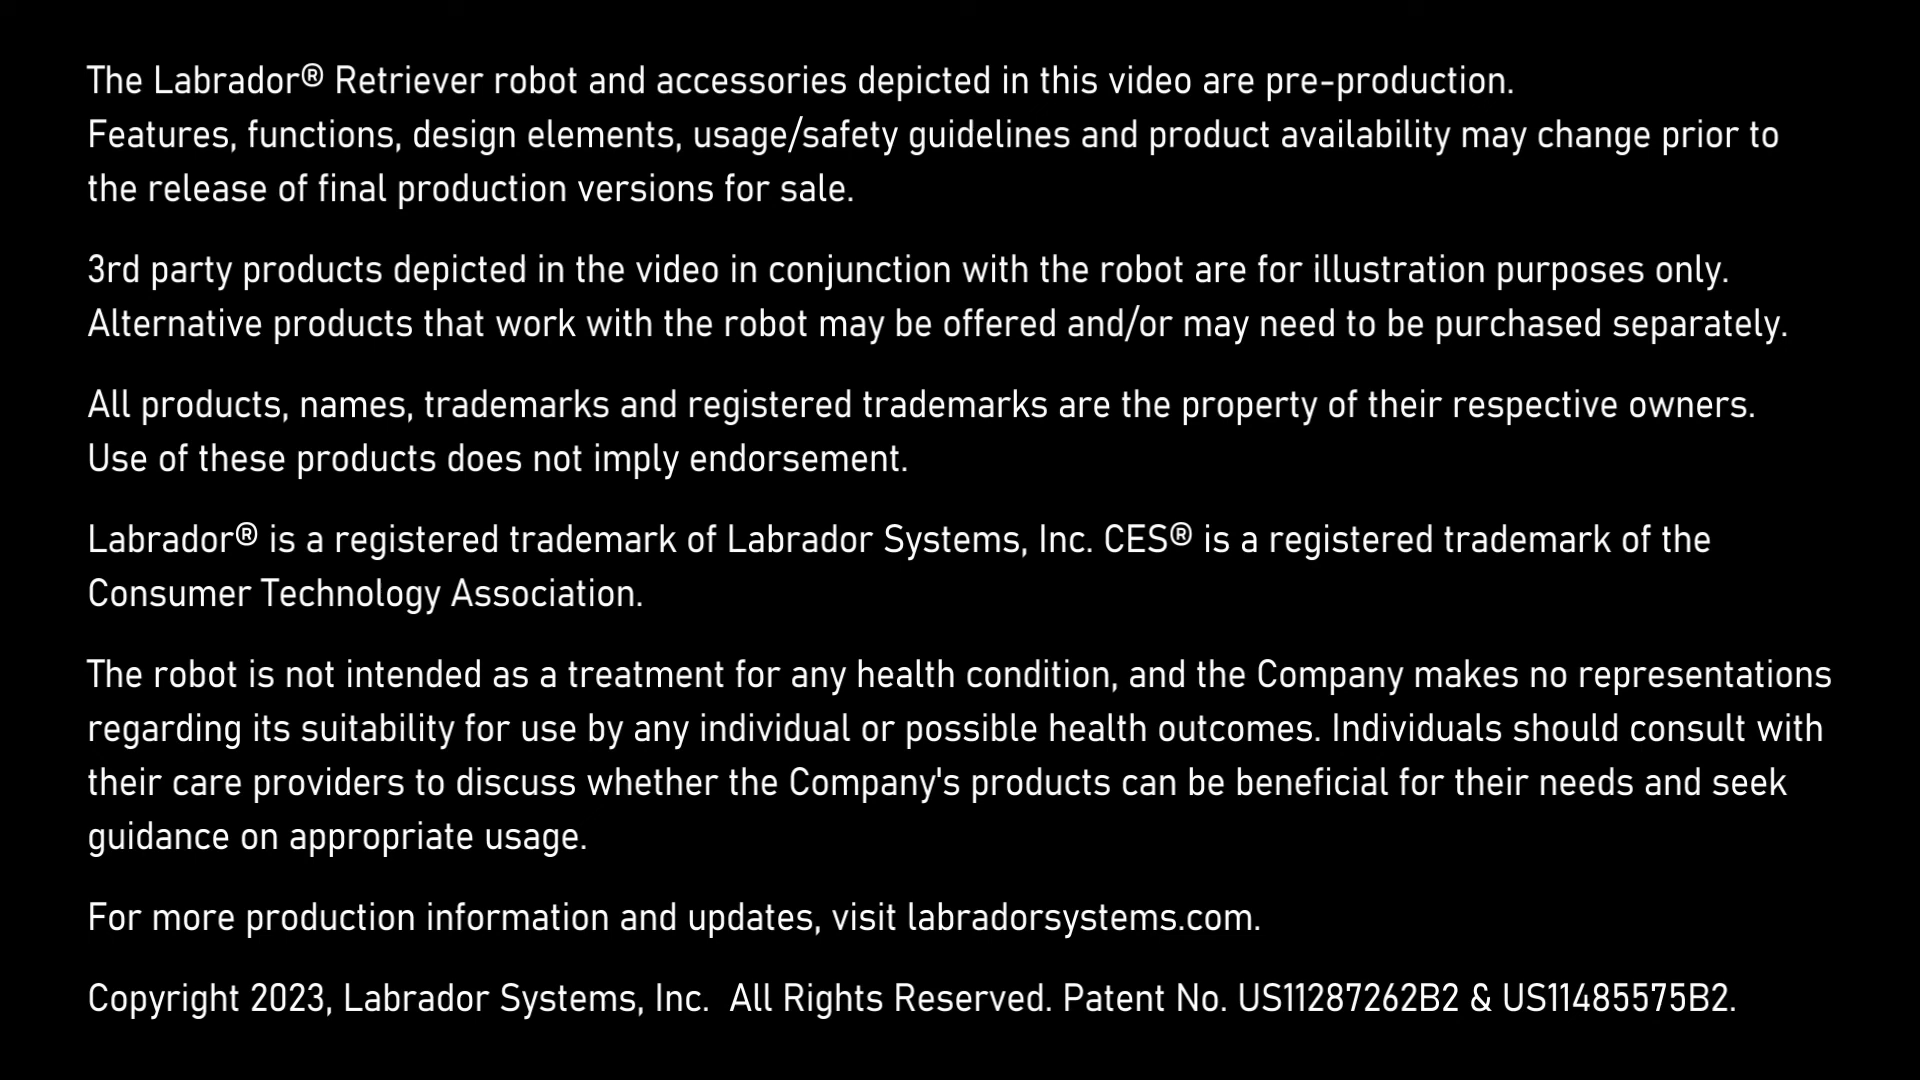 The Labrador® Retriever robot and accessories depicted in this video are pre-production.
Features, functions, design elements, usage/safety guidelines and product availability may change prior to
the release of final production versions for sale.
3rd party products depicted in the video in conjunction with the robot are for illustration purposes only.
Alternative products that work with the robot may be offered and/or may need to be purchased separately.
All products, names, trademarks and registered trademarks are the property of their respective owners.
Use of these products does not imply endorsement.
Labrador® is a registered trademark of Labrador Systems, Inc. CES® is a registered trademark of the
Consumer Technology Association.
The robot is not intended as a treatment for any health condition, and the Company makes no representations
regarding its suitability for use by any individual or possible health outcomes. Individuals should consult with
their care providers to discuss whether the Company's products can be beneficial for their needs and seek
guidance on appropriate usage.
For more production information and updates, visit labradorsystems.com.
Copyright 2023, Labrador Systems, Inc.  All Rights Reserved. Patent No. US11287262B2 & US11485575B2.